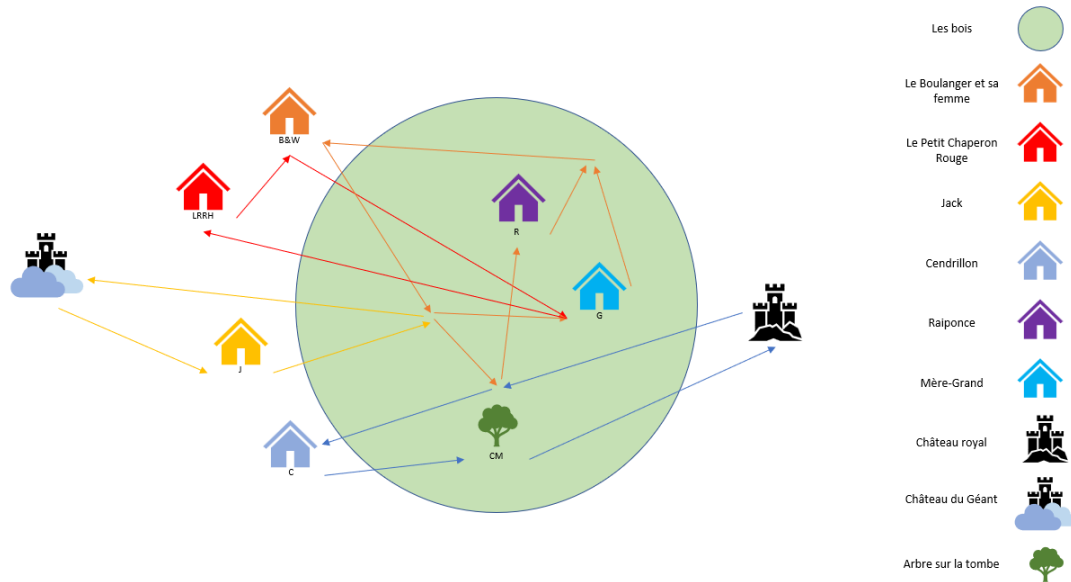 B&W
LRRH
R
G
J
C
CM
Les bois
Le Boulanger et sa
femme
Le Petit Chaperon
Rouge
Jack
Cendrillon
Raiponce
Mère-Grand
Château royal
Château du Géant
Arbre sur la tombe